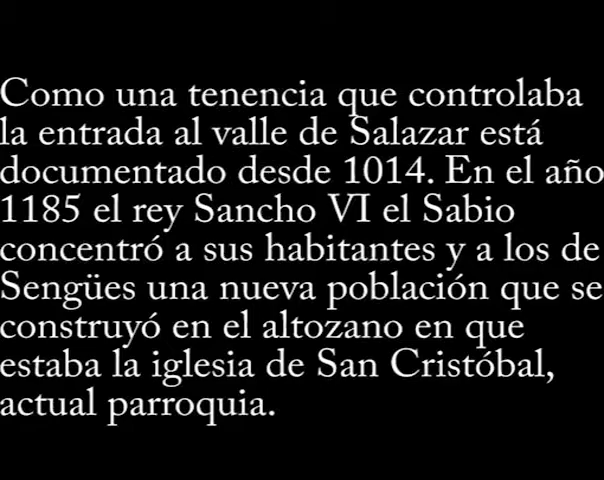 Como una tenencia que controlaba
la entrada al valle de Salazar está
documentado desde 1014. En el año
1185 el rey Sancho VI el Sabio
concentró a sus habitantes y a los de
Sengües una nueva población que se
construyó en el altozano en que
estaba la iglesia de San Cristóbal,
actual parroquia.